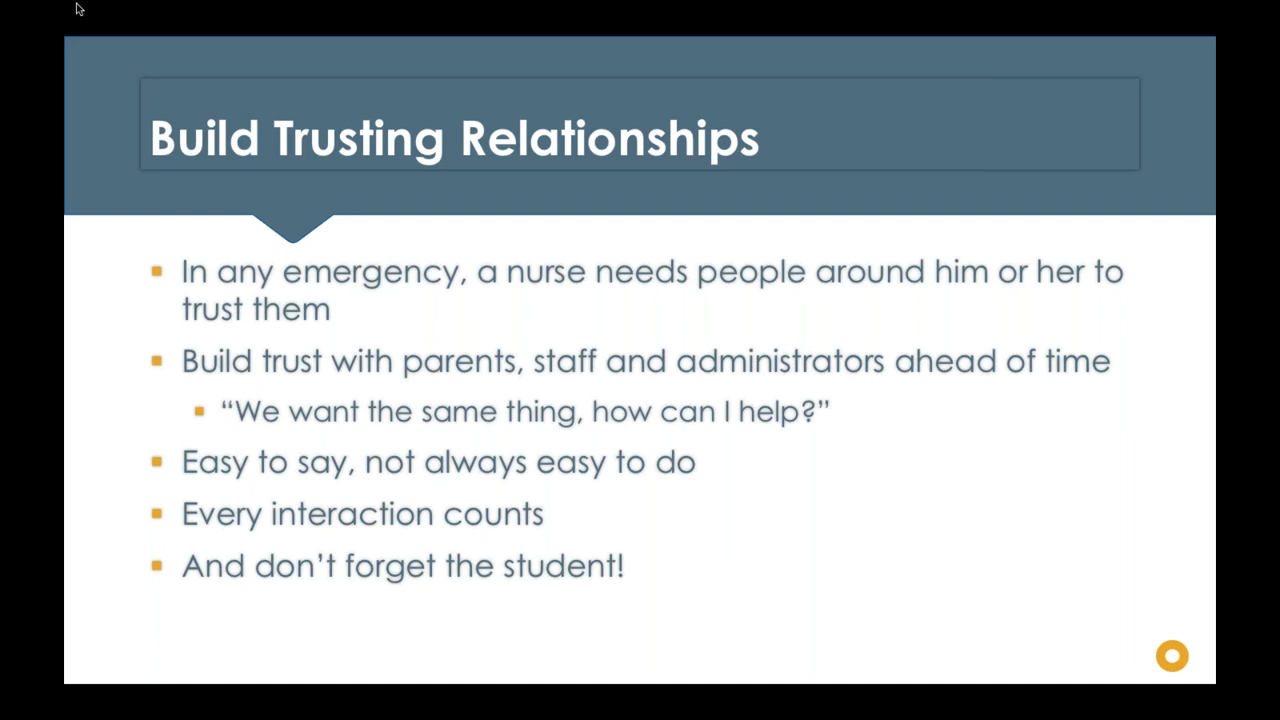 Build Trusting Relationships
In any emergency, a nurse needs people around him or her to
trust them
Build trust with parents, staff and administrators ahead of time
“We want the same thing, how can I help?”
Easy to say, not always easy to do
Every interaction counts
And don’t forget the student!